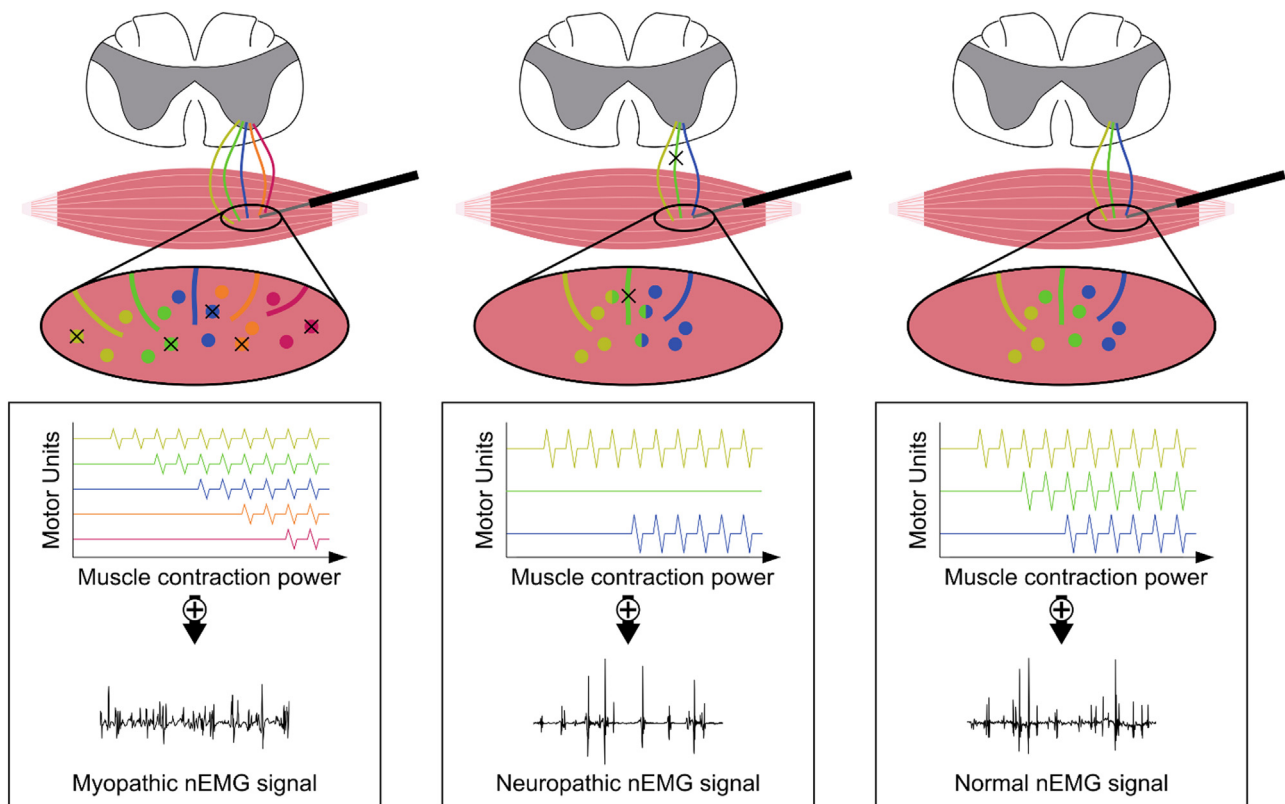 Motor Units
Muscle contraction power
Myopathic nEMG signal
Motor Units
Muscle contraction power
Neuropathic nEMG signal
Motor Units
Muscle contraction power
Normal nEMG signal